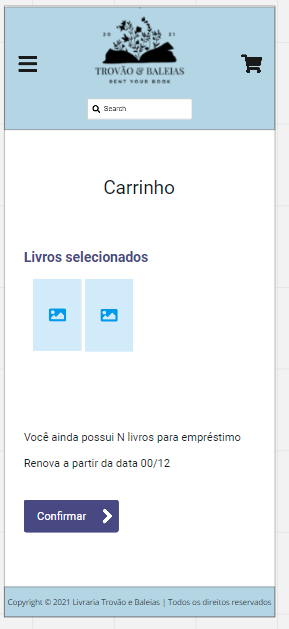 20 21
TROVÃO & BALEIAS
RENT YOUR BOOK
Search
Carrinho
Livros selecionados
Você ainda possui N livros para empréstimo
Renova a partir da data 00/12
Confirmar
Copyright © 2021 Livraria Trovão e Baleias | Todos os direitos reservados